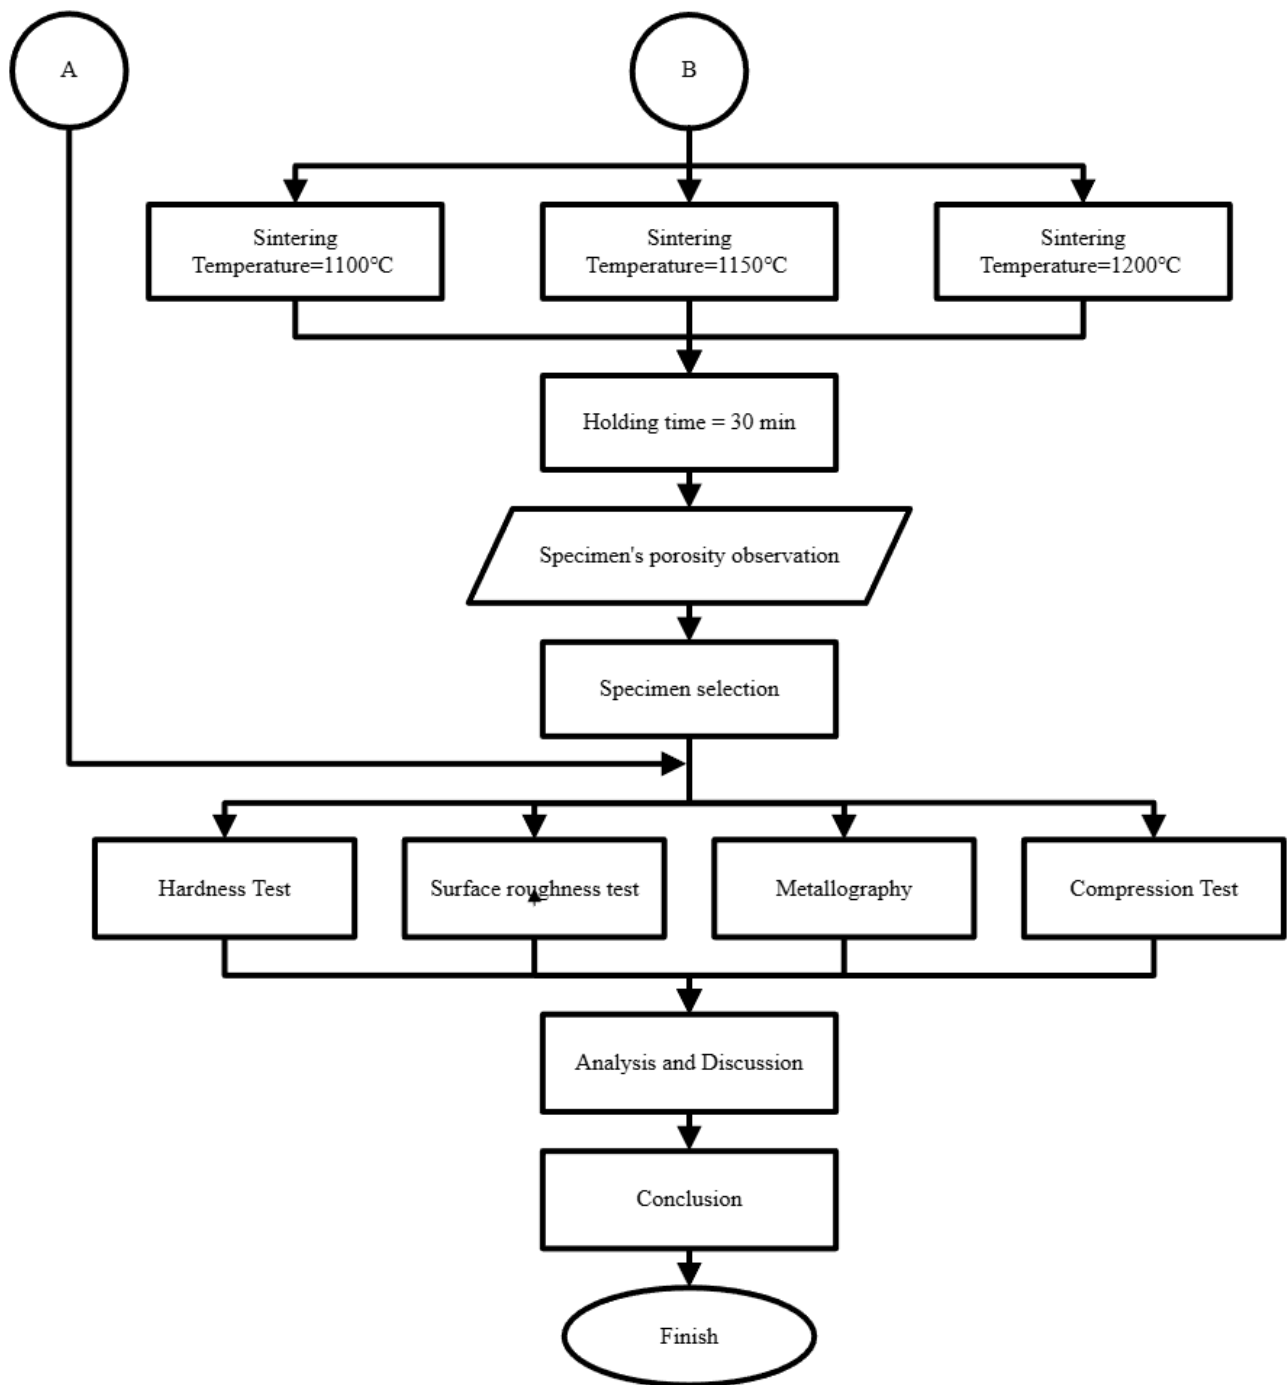 A
B
Sintering
Temperature=1100℃
Sintering
Temperature=1150℃
Sintering
Temperature=1200℃
Holding time = 30 min
Specimen's porosity observation
Specimen selection
Hardness Test
Surface roughness test
Metallography
Compression Test
Analysis and Discussion
Conclusion
Finish